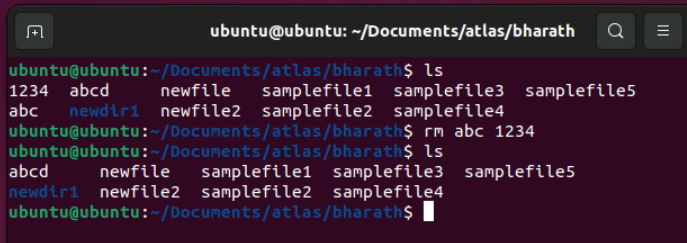 ubuntu@ubuntu: ~/Documents/atlas/bharath
ubuntu@ubuntu:~/Documents/atlas/bharath$ ls
1234  abcd     newfile   samplefile1  samplefile3  samplefile5
abc   newdir1  newfile2  samplefile2  samplefile4
ubuntu@ubuntu:~/Documents/atlas/bharath$ rm abc 1234
ubuntu@ubuntu:~/Documents/atlas/bharath$ ls
abcd     newfile   samplefile1  samplefile3  samplefile5
newdir1  newfile2  samplefile2  samplefile4
ubuntu@ubuntu:~/Documents/atlas/bharath$